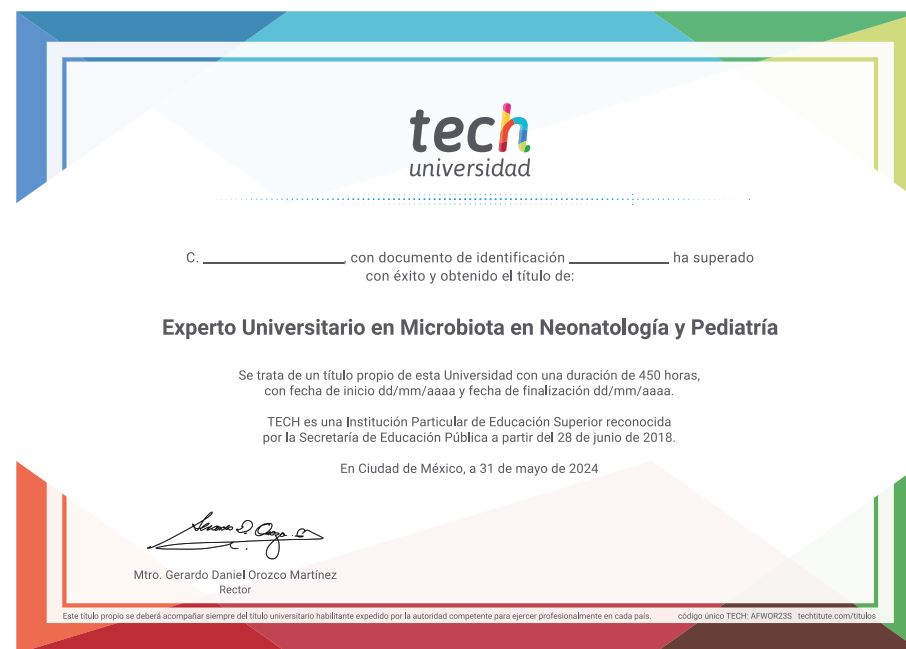 tech
universidad
C. ____________________, con documento de identificación ______________ ha superado
con éxito y obtenido el título de:
Experto Universitario en Microbiota en Neonatología y Pediatría
Se trata de un título propio de esta Universidad con una duración de 450 horas,
con fecha de inicio dd/mm/aaaa y fecha de finalización dd/mm/aaaa.
TECH es una Institución Particular de Educación Superior reconocida
por la Secretaría de Educación Pública a partir del 28 de junio de 2018.
En Ciudad de México, a 31 de mayo de 2024
Mtro. Gerardo Daniel Orozco Martínez
Rector
Este título propio se deberá acompañar siempre del título universitario habilitante expedido por la autoridad competente para ejercer profesionalmente en cada país. código único TECH: AFWOR23S techtitute.com/titulos